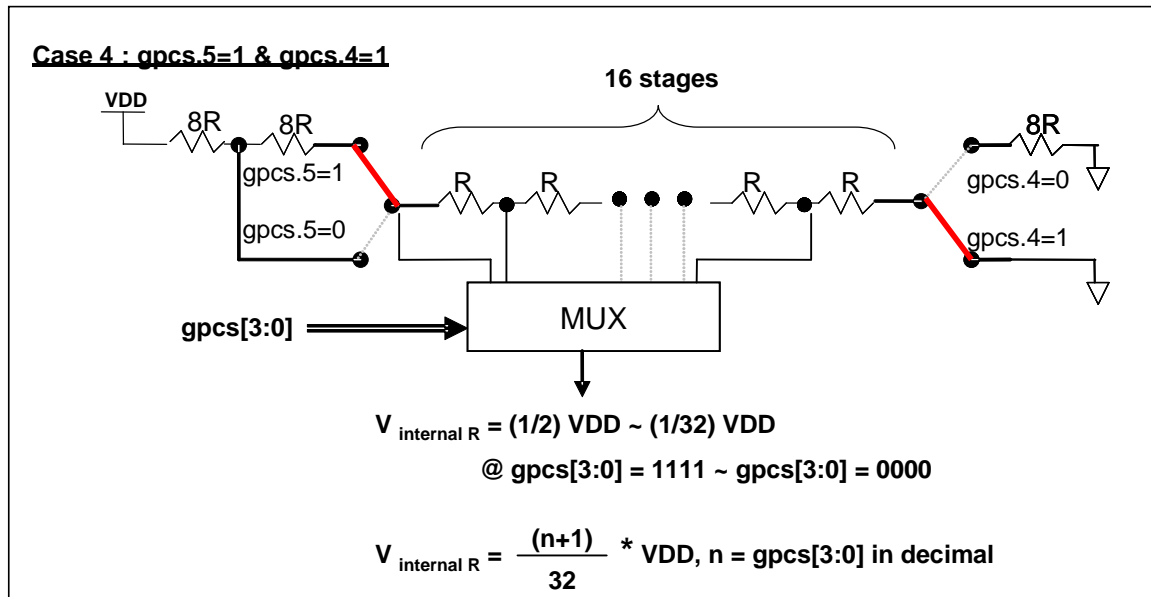 Case 4 : gpcs.5=1 & gpcs.4=1
16 stages
VDD
8R 8R
8R
gpcs.5=1
R R R R
gpcs.4=0
gpcs.5=0
gpcs.4=1
MUX
gpcs[3:0]
V internal R = (1/2) VDD ~ (1/32) VDD
@ gpcs[3:0] = 1111 ~ gpcs[3:0] = 0000
V internal R = (n+1) / 32 * VDD, n = gpcs[3:0] in decimal